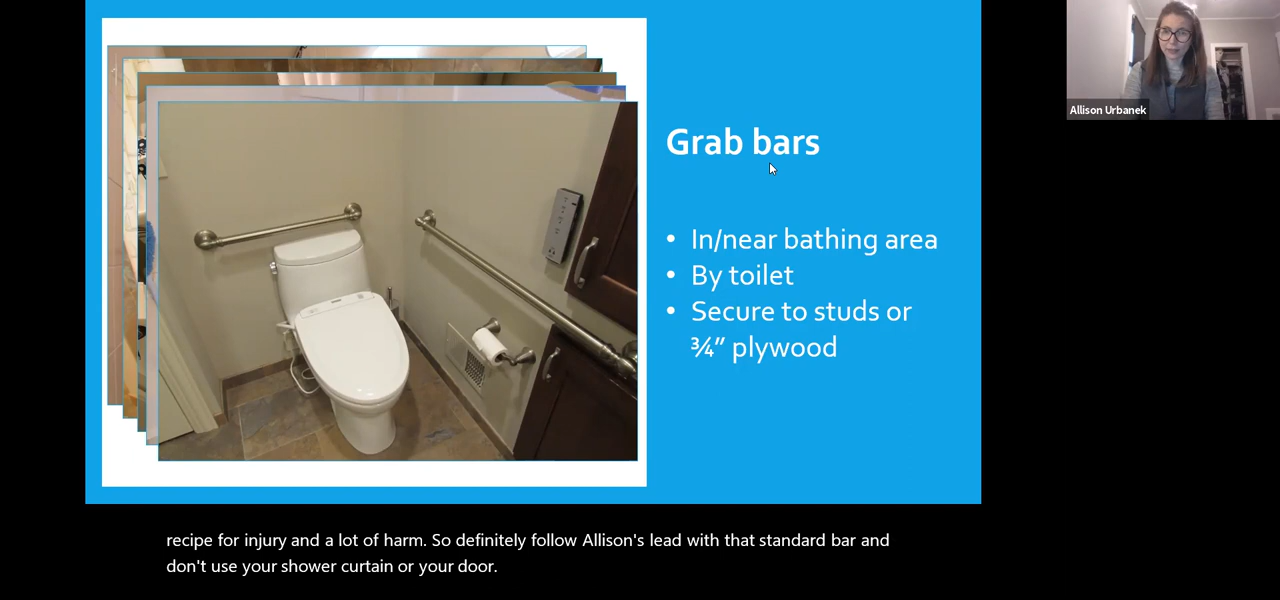 Grab bars
• In/near bathing area
• By toilet
• Secure to studs or
¾” plywood
Allison Urbanek
recipe for injury and a lot of harm. So definitely follow Allison's lead with that standard bar and
don't use your shower curtain or your door.